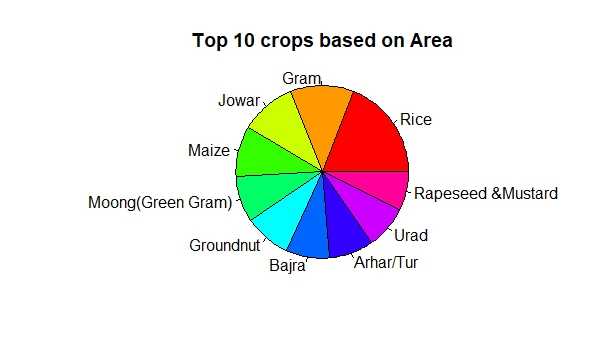 Top 10 crops based on Area
Gram
Rice
Jowar
Maize
Moong(Green Gram)
Rapeseed &Mustard
Groundnut
Urad
Bajra
Arhar/Tur